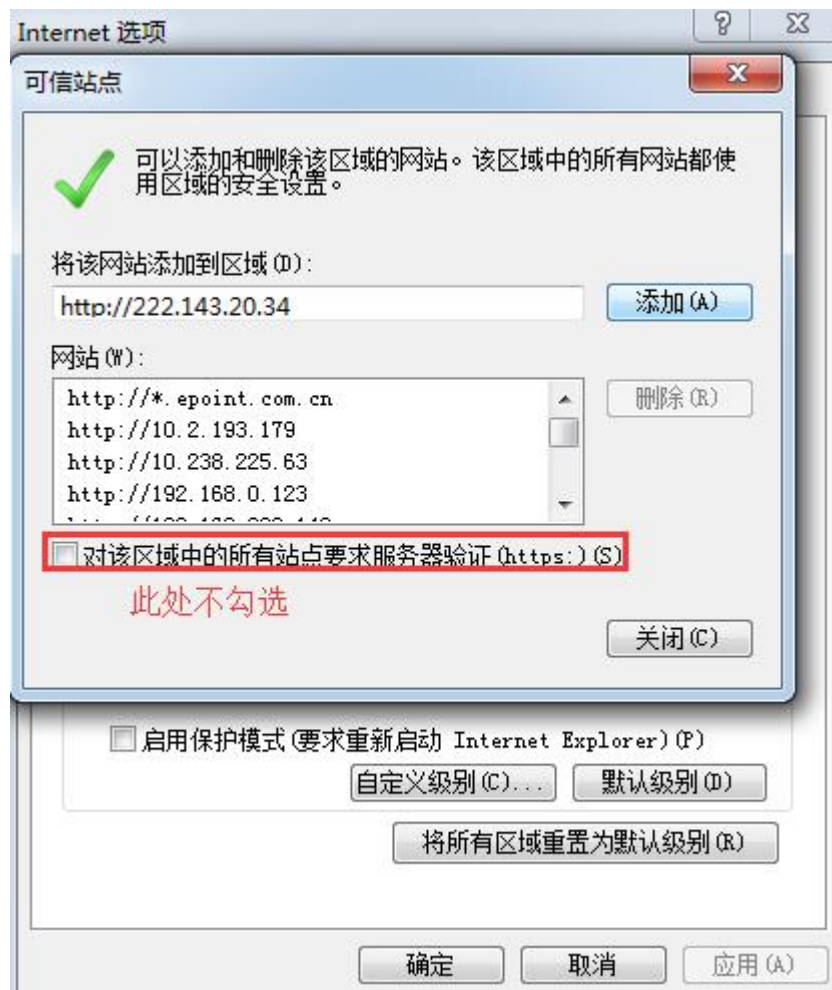 Internet 选项
可信站点
可以添加和删除该区域的网站。该区域中的所有网站都使
用区域的安全设置。
将该网站添加到区域(D):
http://222.143.20.34
添加(A)
网站(W):
http://*.epoint.com.cn
http://10.2.193.179
http://10.238.225.63
http://192.168.0.123
删除(R)
对该区域中的所有站点要求服务器验证(https:)(S)
此处不勾选
关闭(C)
启用保护模式(要求重新启动 Internet Explorer)(P)
自定义级别(C)...
默认级别(D)
将所有区域重置为默认级别(R)
确定
取消
应用(A)